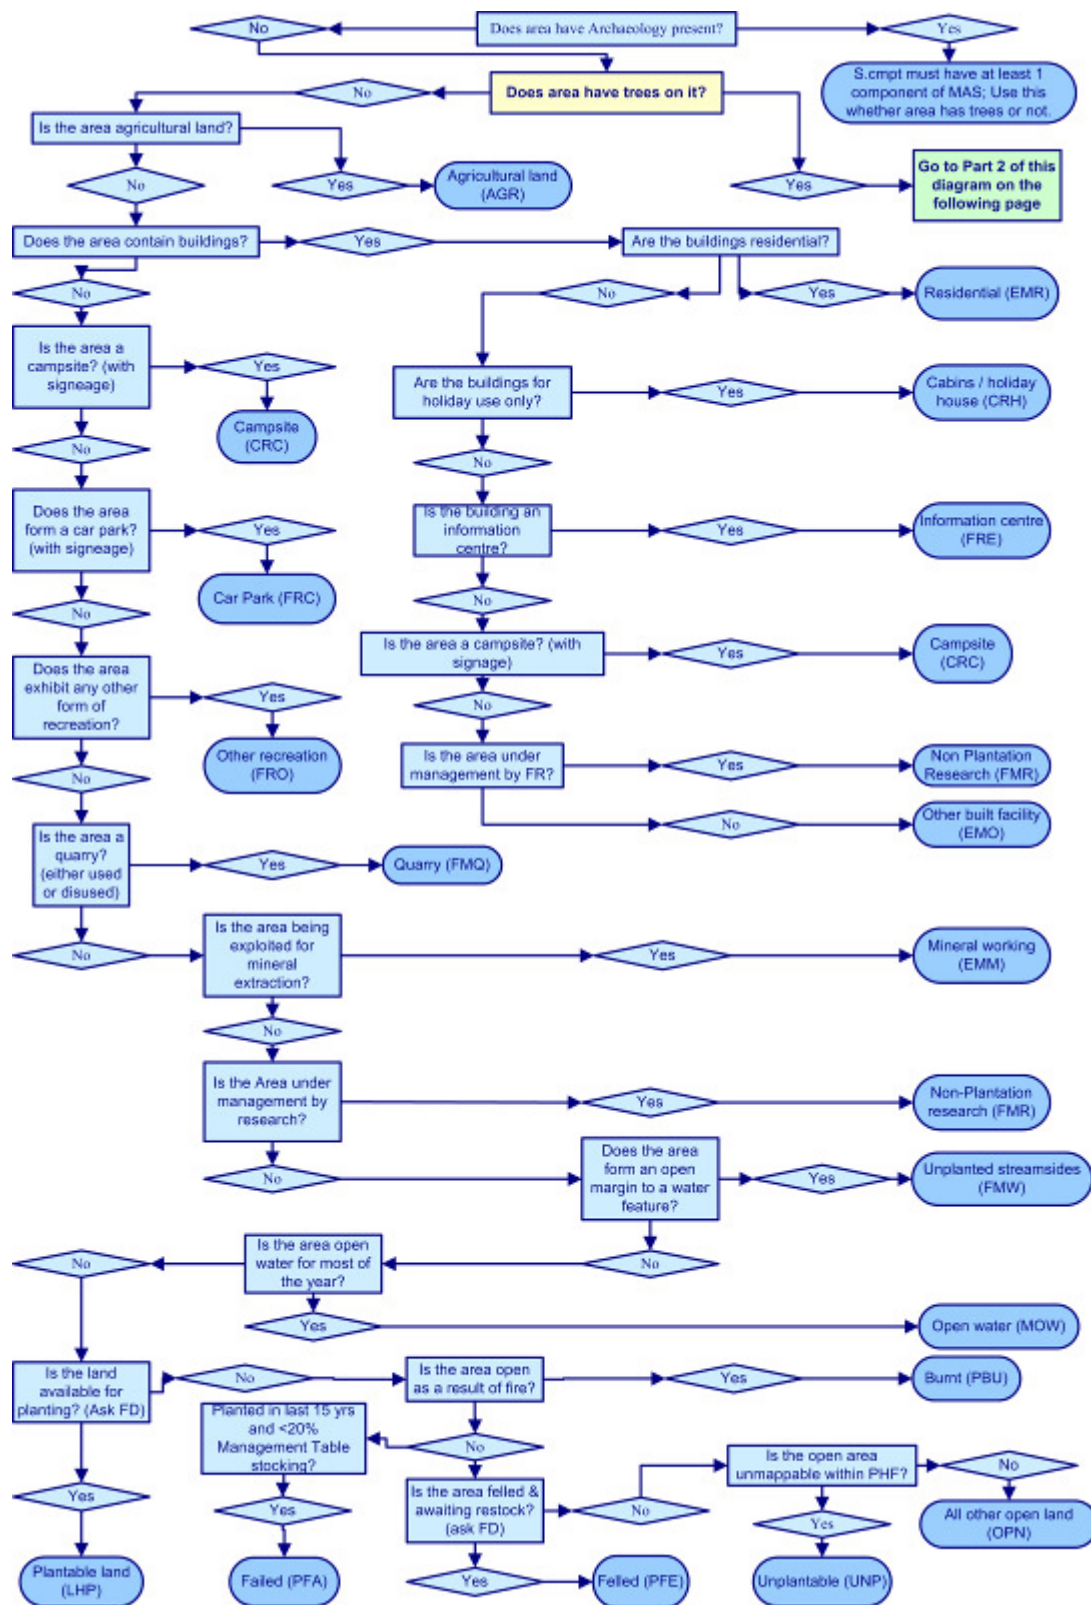 No
Does area have Archaeology present?
Yes
S.cmpt must have at least 1
component of MAS; Use this
whether area has trees or not.
No
Does area have trees on it?
Is the area agricultural land?
No
Yes
Agricultural land
(AGR)
Yes
Go to Part 2 of this
diagram on the
following page
Does the area contain buildings?
Yes
Are the buildings residential?
No
No
Yes
Residential (EMR)
Is the area a
campsite? (with
signeage)
Yes
Campsite
(CRC)
Are the buildings for
holiday use only?
Yes
Cabins / holiday
house (CRH)
No
No
Does the area
form a car park?
(with signeage)
Yes
Car Park (FRC)
Is the building an
information
centre?
Yes
Information centre
(FRE)
No
No
Does the area
exhibit any other
form of
recreation?
Yes
Other recreation
(FRO)
Is the area a campsite? (with
signage)
Yes
Campsite
(CRC)
No
No
Is the area under
management by FR?
Yes
Non Plantation
Research (FMR)
No
Other built facility
(EMO)
Is the area a
quarry?
(either used
or disused)
Yes
Quarry (FMQ)
No
Is the area being
exploited for
mineral
extraction?
Yes
Mineral working
(EMM)
No
Is the Area under
management by
research?
Yes
Non-Plantation
research (FMR)
No
Does the area
form an open
margin to a water
feature?
Yes
Unplanted streamsides
(FMW)
No
Is the area open
water for most of
the year?
No
Yes
Open water (MOW)
Is the land
available for
planting? (Ask FD)
No
Is the area open
as a result of fire?
Yes
Burnt (PBU)
Planted in last 15 yrs
and <20%
Management Table
stocking?
No
Yes
Yes
Is the area felled &
awaiting restock?
(ask FD)
No
Is the open area
unmappable within PHF?
No
All other open land
(OPN)
Yes
Plantable land
(LHP)
Failed (PFA)
Yes
Felled (PFE)
Unplantable (UNP)